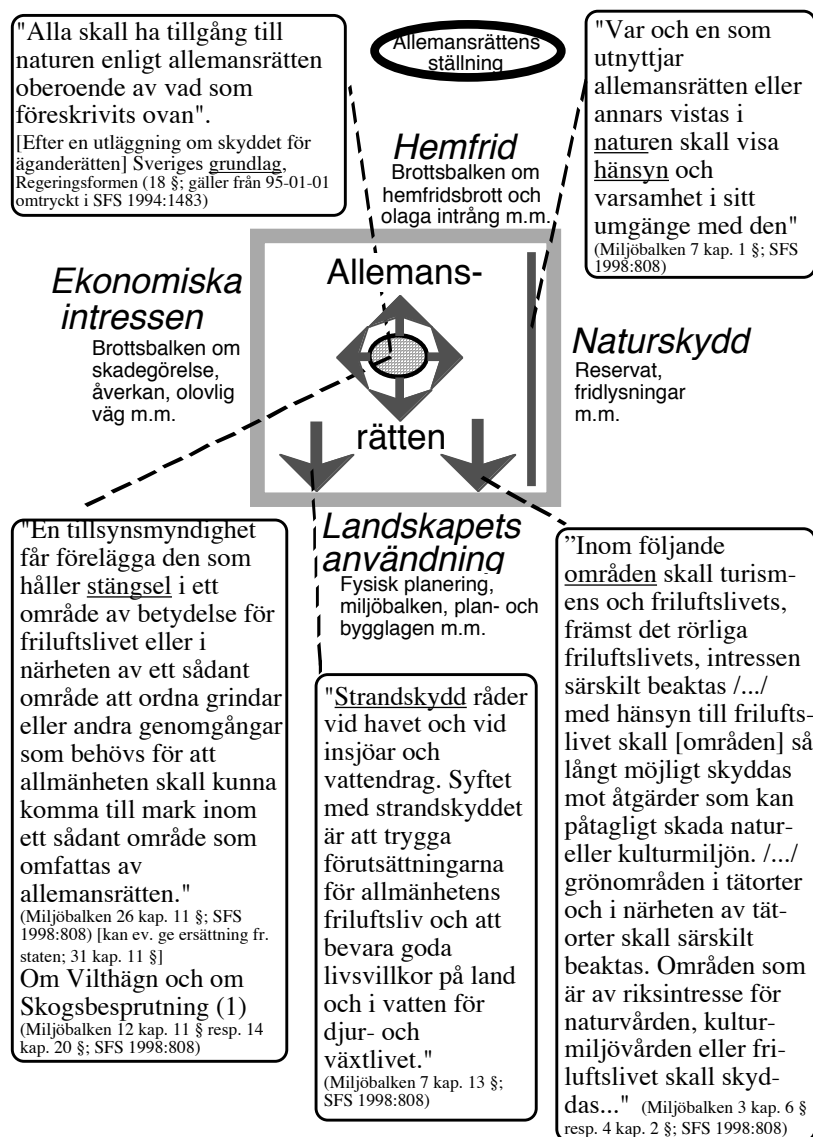 "Alla skall ha tillgång till
naturen enligt allemansrätten
oberoende av vad som
föreskrivits ovan".
[Efter en utläggning om skyddet för
äganderätten] Sveriges grundlag,
Regeringsformen (18 §; gäller från 95-01-01
omtryckt i SFS 1994:1483)
Allemansrättens
ställning
"Var och en som
utnyttjar
allemansrätten eller
annars vistas i
naturen skall visa
hänsyn och
varsamhet i sitt
umgänge med den"
(Miljöbalken 7 kap. 1 §; SFS
1998:808)
Hemfrid
Brottsbalken om
hemfridsbrott och
olaga intrång m.m.
Ekonomiska
intressen
Brottsbalken om
skadegörelse,
åverkan, olovlig
väg m.m.
Allemans-
rätten
Naturskydd
Reservat,
fridlysningar
m.m.
Landskapets
användning
Fysisk planering,
miljöbalken, plan- och
bygglagen m.m.
"En tillsynsmyndighet
får förelägga den som
håller stängsel i ett
område av betydelse för
friluftslivet eller i
närheten av ett sådant
område att ordna grindar
eller andra genomgångar
som behövs för att
allmänheten skall kunna
komma till mark inom
ett sådant område som
omfattas av
allemansrätten."
(Miljöbalken 26 kap. 11 §; SFS
1998:808) [kan ev. ge ersättning fr.
staten; 31 kap. 11 §]
Om Vilthägn och om
Skogsbesprutning (1)
(Miljöbalken 12 kap. 11 § resp. 14
kap. 20 §; SFS 1998:808)
"Strandskydd råder
vid havet och vid
insjöar och
vattendrag. Syftet
med strandskyddet
är att trygga
förutsättningarna
för allmänhetens
friluftsliv och att
bevara goda
livsvillkor på land
och i vatten för
djur- och
växtlivet."
(Miljöbalken 7 kap. 13 §;
SFS 1998:808)
”Inom följande
områden skall turism-
ens och friluftslivets,
främst det rörliga
friluftslivets, intressen
särskilt beaktas /.../
med hänsyn till frilufts-
livet skall [områden] så
långt möjligt skyddas
mot åtgärder som kan
påtagligt skada natur-
eller kulturmiljön. /.../
grönområden i tätorter
och i närheten av tät-
orter skall särskilt
beaktas. Områden som
är av riksintresse för
naturvården, kultur-
miljövården eller fri-
luftslivet skall skyd-
das..." (Miljöbalken 3 kap. 6 §
resp. 4 kap. 2 §; SFS 1998:808)